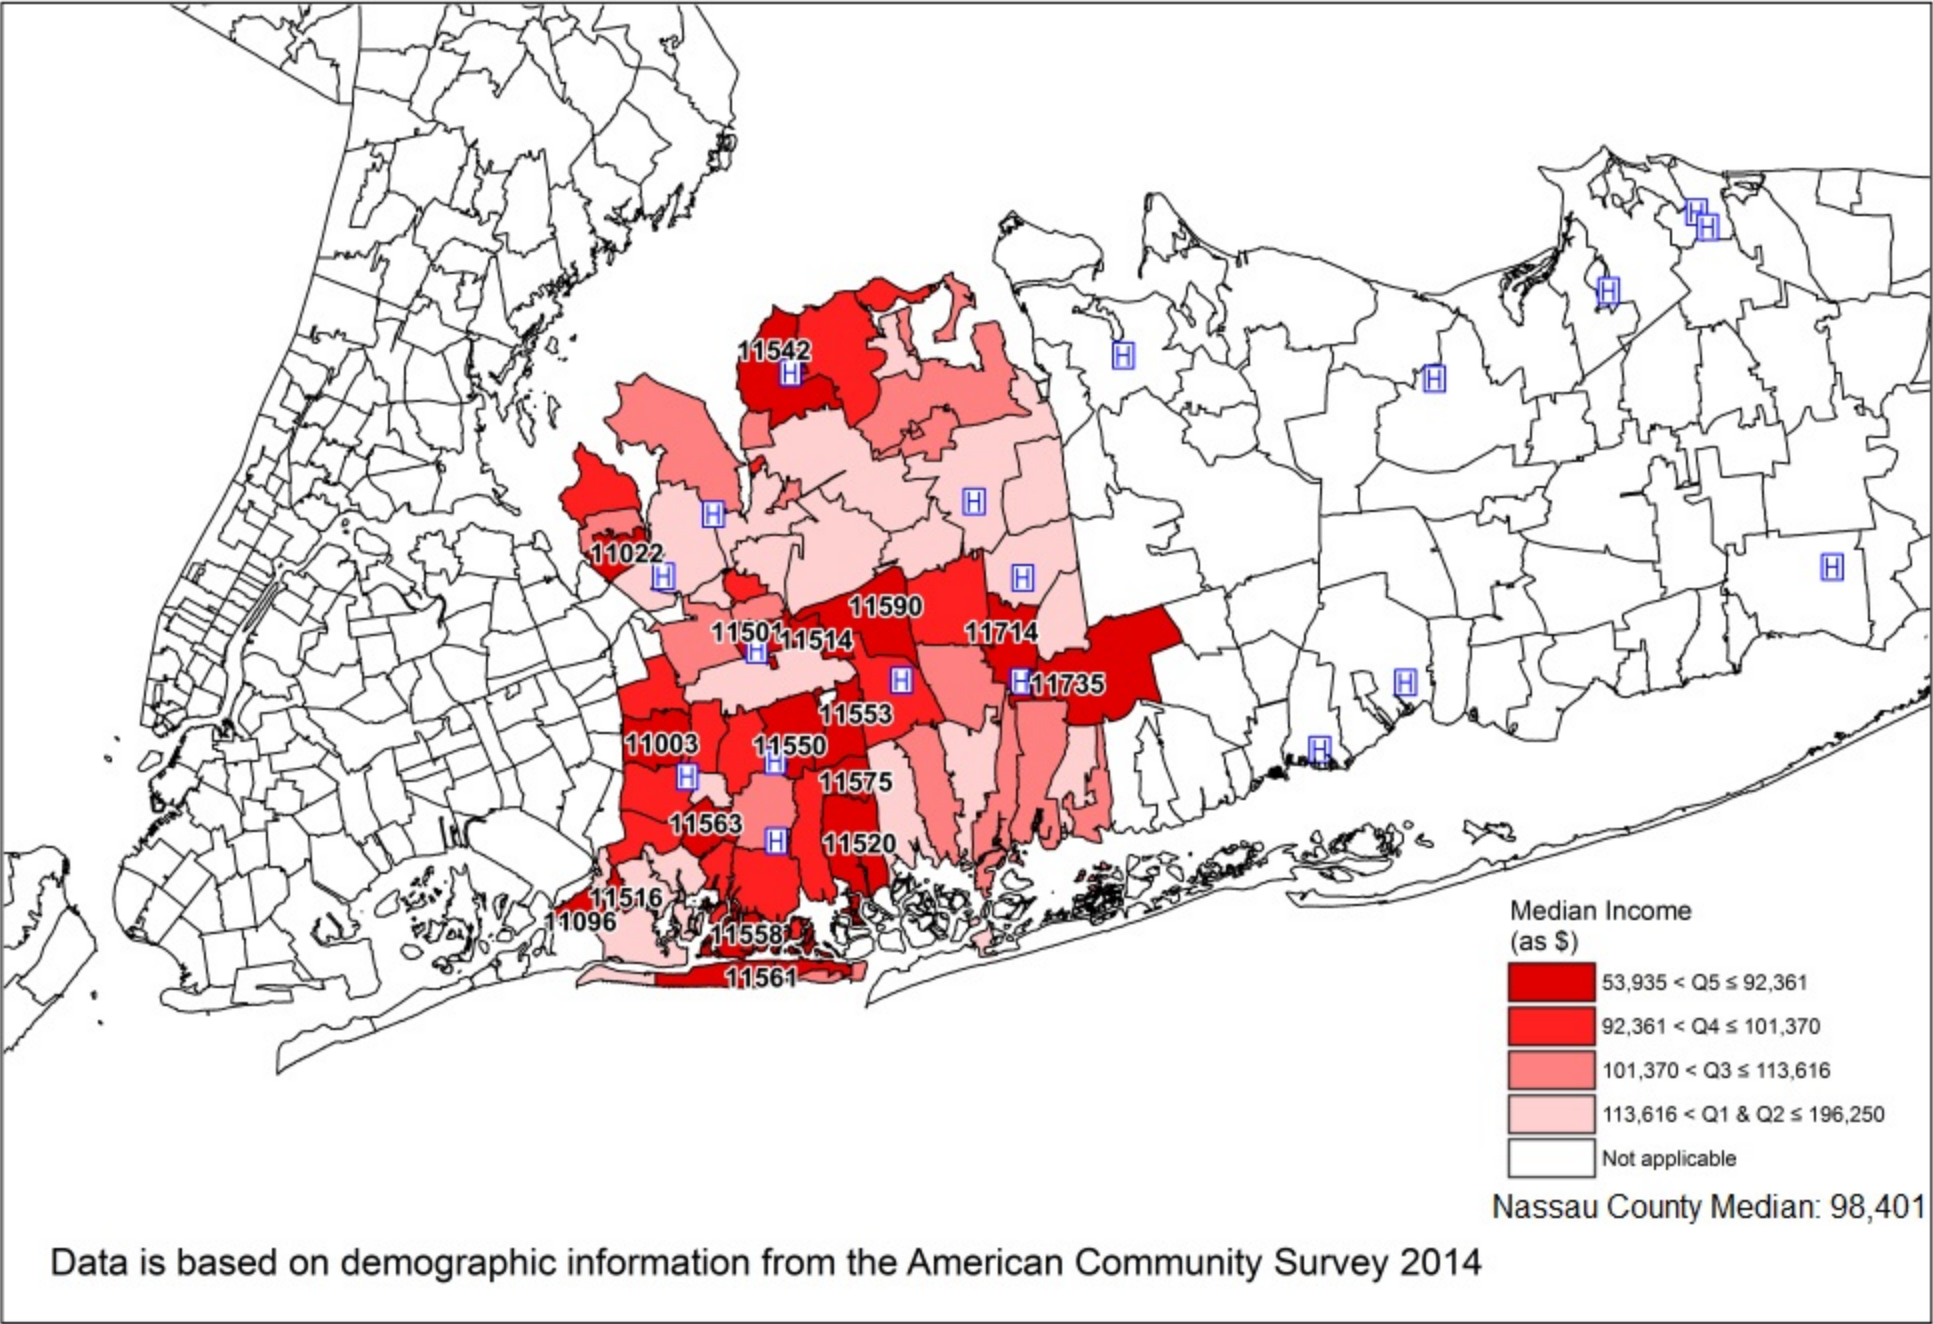 11542
H
H
H
H
H
H
H
H
11022
H
H
H
H
11590
11501
11514
11714
H
H
H
11735
H
11553
11003
11550
H
H
H
11575
11563
H
11520
11516
11096
11558
11561
Median Income
(as $)
53,935 < Q5 ≤ 92,361
92,361 < Q4 ≤ 101,370
101,370 < Q3 ≤ 113,616
113,616 < Q1 & Q2 ≤ 196,250
Not applicable
Nassau County Median: 98,401
Data is based on demographic information from the American Community Survey 2014